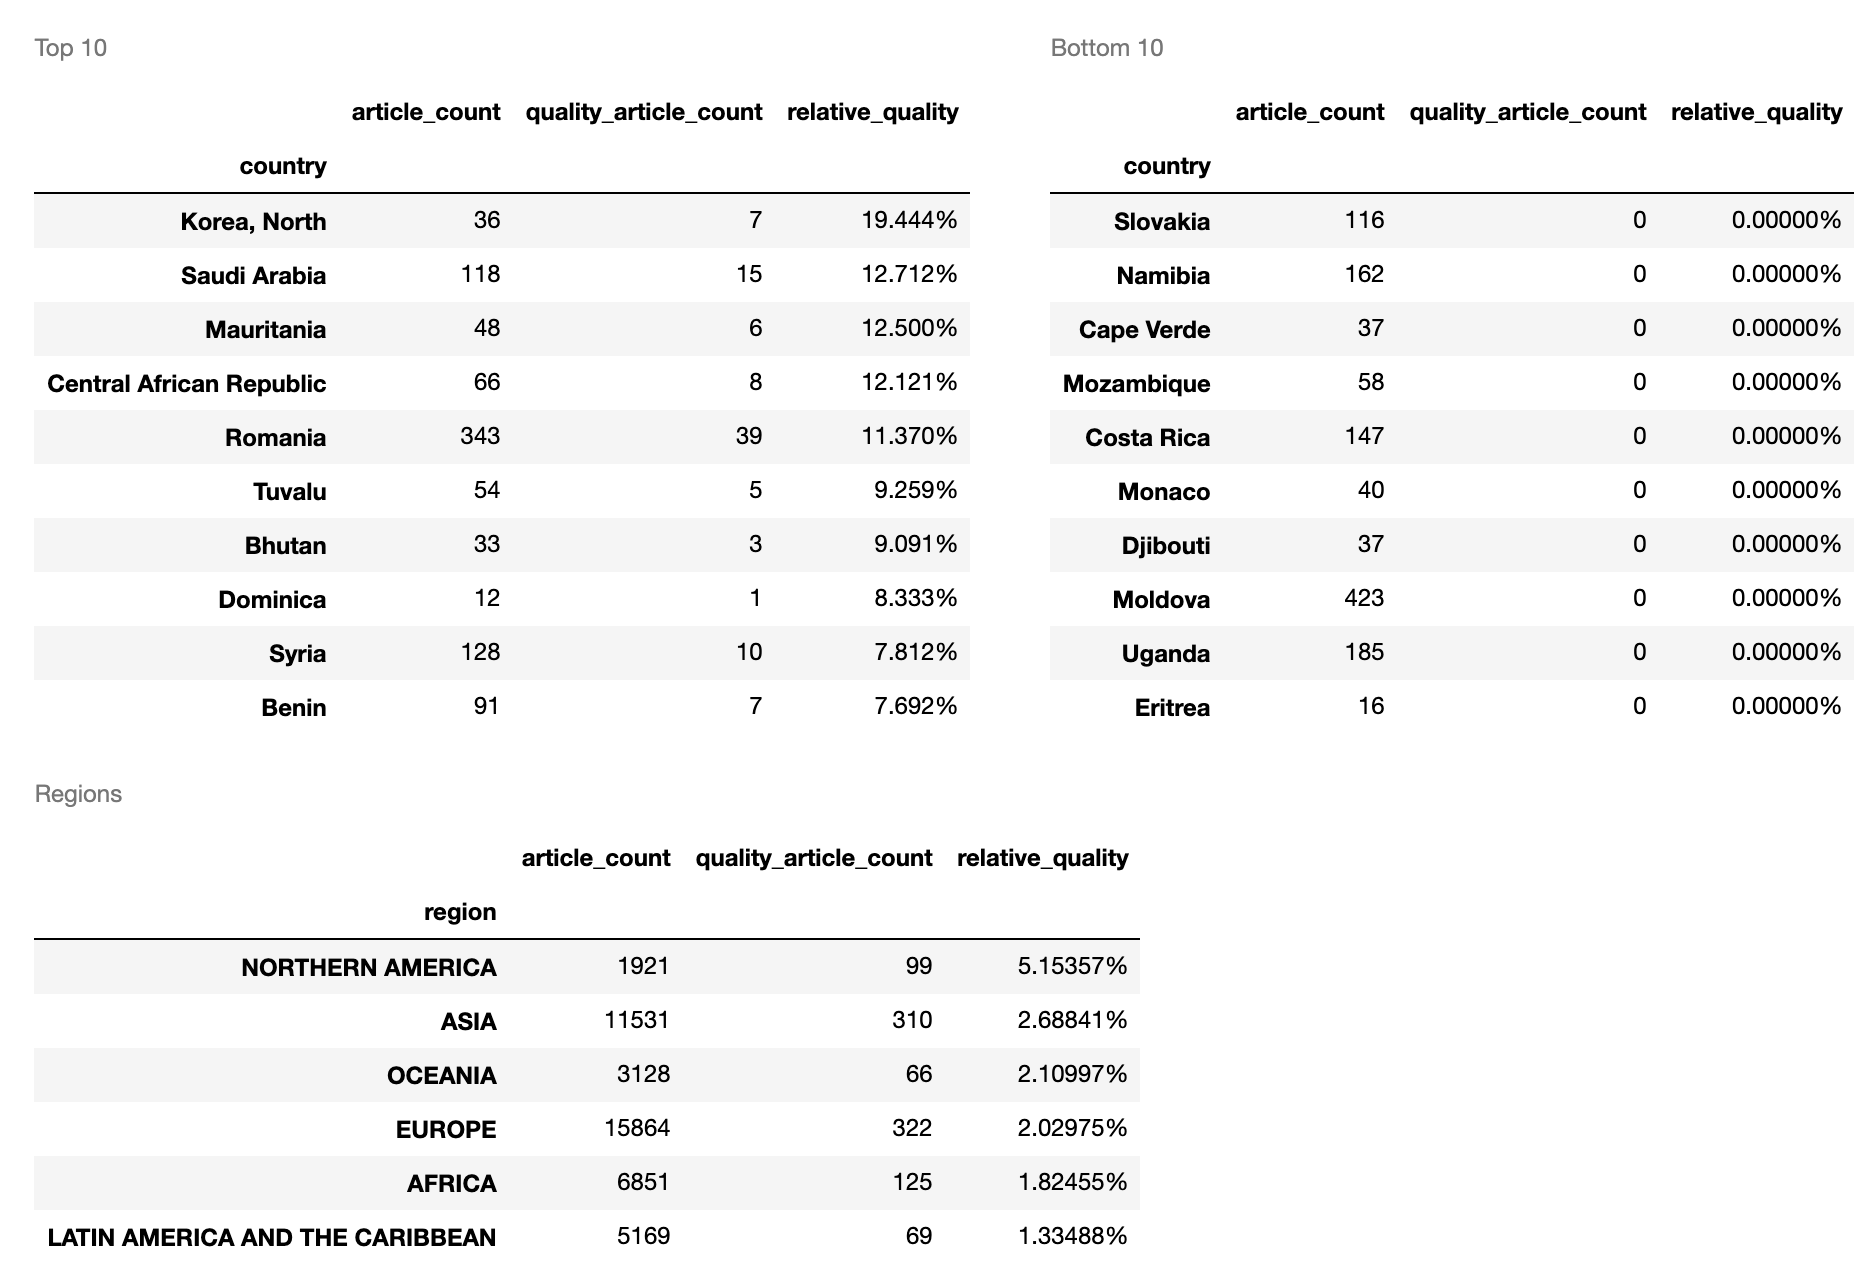 Top 10
article_count quality_article_count relative_quality
country
Korea, North 36 7 19.444%
Saudi Arabia 118 15 12.712%
Mauritania 48 6 12.500%
Central African Republic 66 8 12.121%
Romania 343 39 11.370%
Tuvalu 54 5 9.259%
Bhutan 33 3 9.091%
Dominica 12 1 8.333%
Syria 128 10 7.812%
Benin 91 7 7.692%
Bottom 10
article_count quality_article_count relative_quality
country
Slovakia 116 0 0.00000%
Namibia 162 0 0.00000%
Cape Verde 37 0 0.00000%
Mozambique 58 0 0.00000%
Costa Rica 147 0 0.00000%
Monaco 40 0 0.00000%
Djibouti 37 0 0.00000%
Moldova 423 0 0.00000%
Uganda 185 0 0.00000%
Eritrea 16 0 0.00000%
Regions
article_count quality_article_count relative_quality
region
NORTHERN AMERICA 1921 99 5.15357%
ASIA 11531 310 2.68841%
OCEANIA 3128 66 2.10997%
EUROPE 15864 322 2.02975%
AFRICA 6851 125 1.82455%
LATIN AMERICA AND THE CARIBBEAN 5169 69 1.33488%